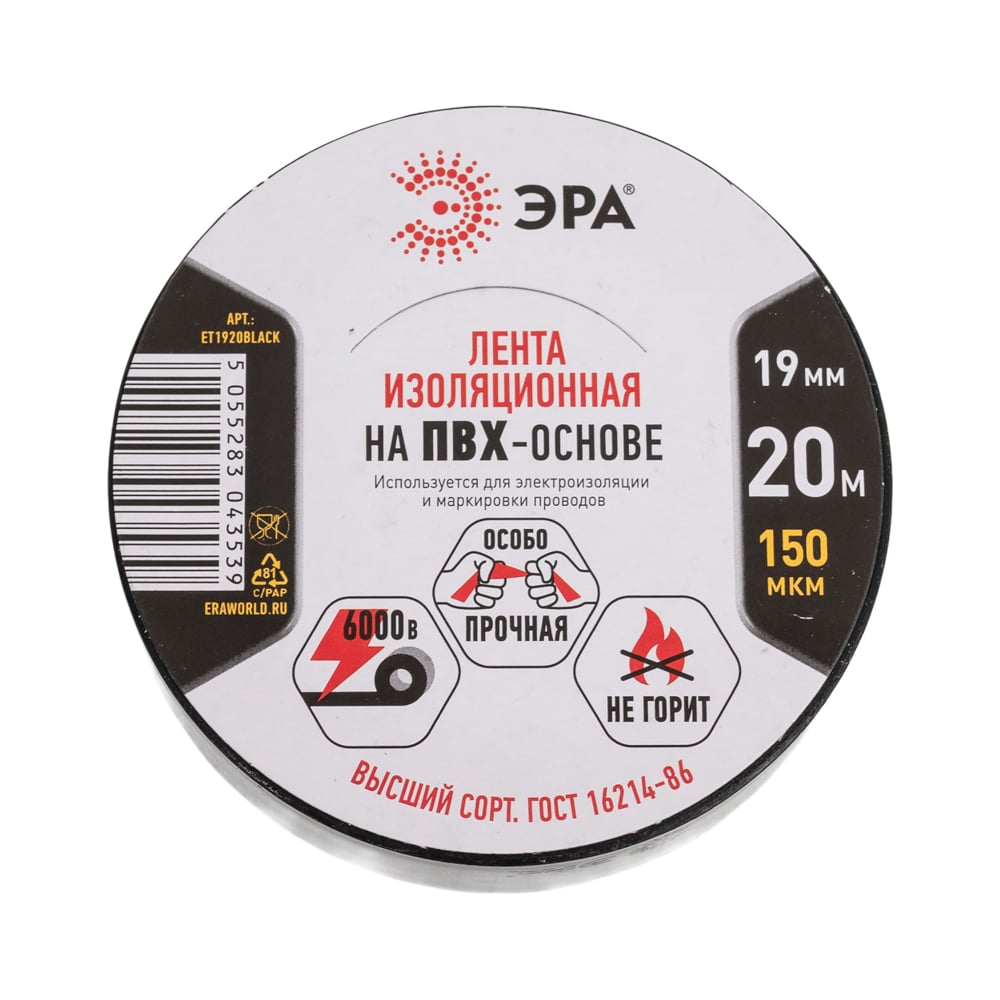 ЭРА®
АРТ.:
ET1920BLACK
5 055283 043539
81
C/PAP
ERAWORLD.RU
ЛЕНТА
ИЗОЛЯЦИОННАЯ
НА ПВХ-ОСНОВЕ
Используется для электроизоляции
и маркировки проводов
19 мм
20 м
150
МКМ
ОСОБО
ПРОЧНАЯ
6000 в
НЕ ГОРИТ
ВЫСШИЙ СОРТ. ГОСТ 16214-86